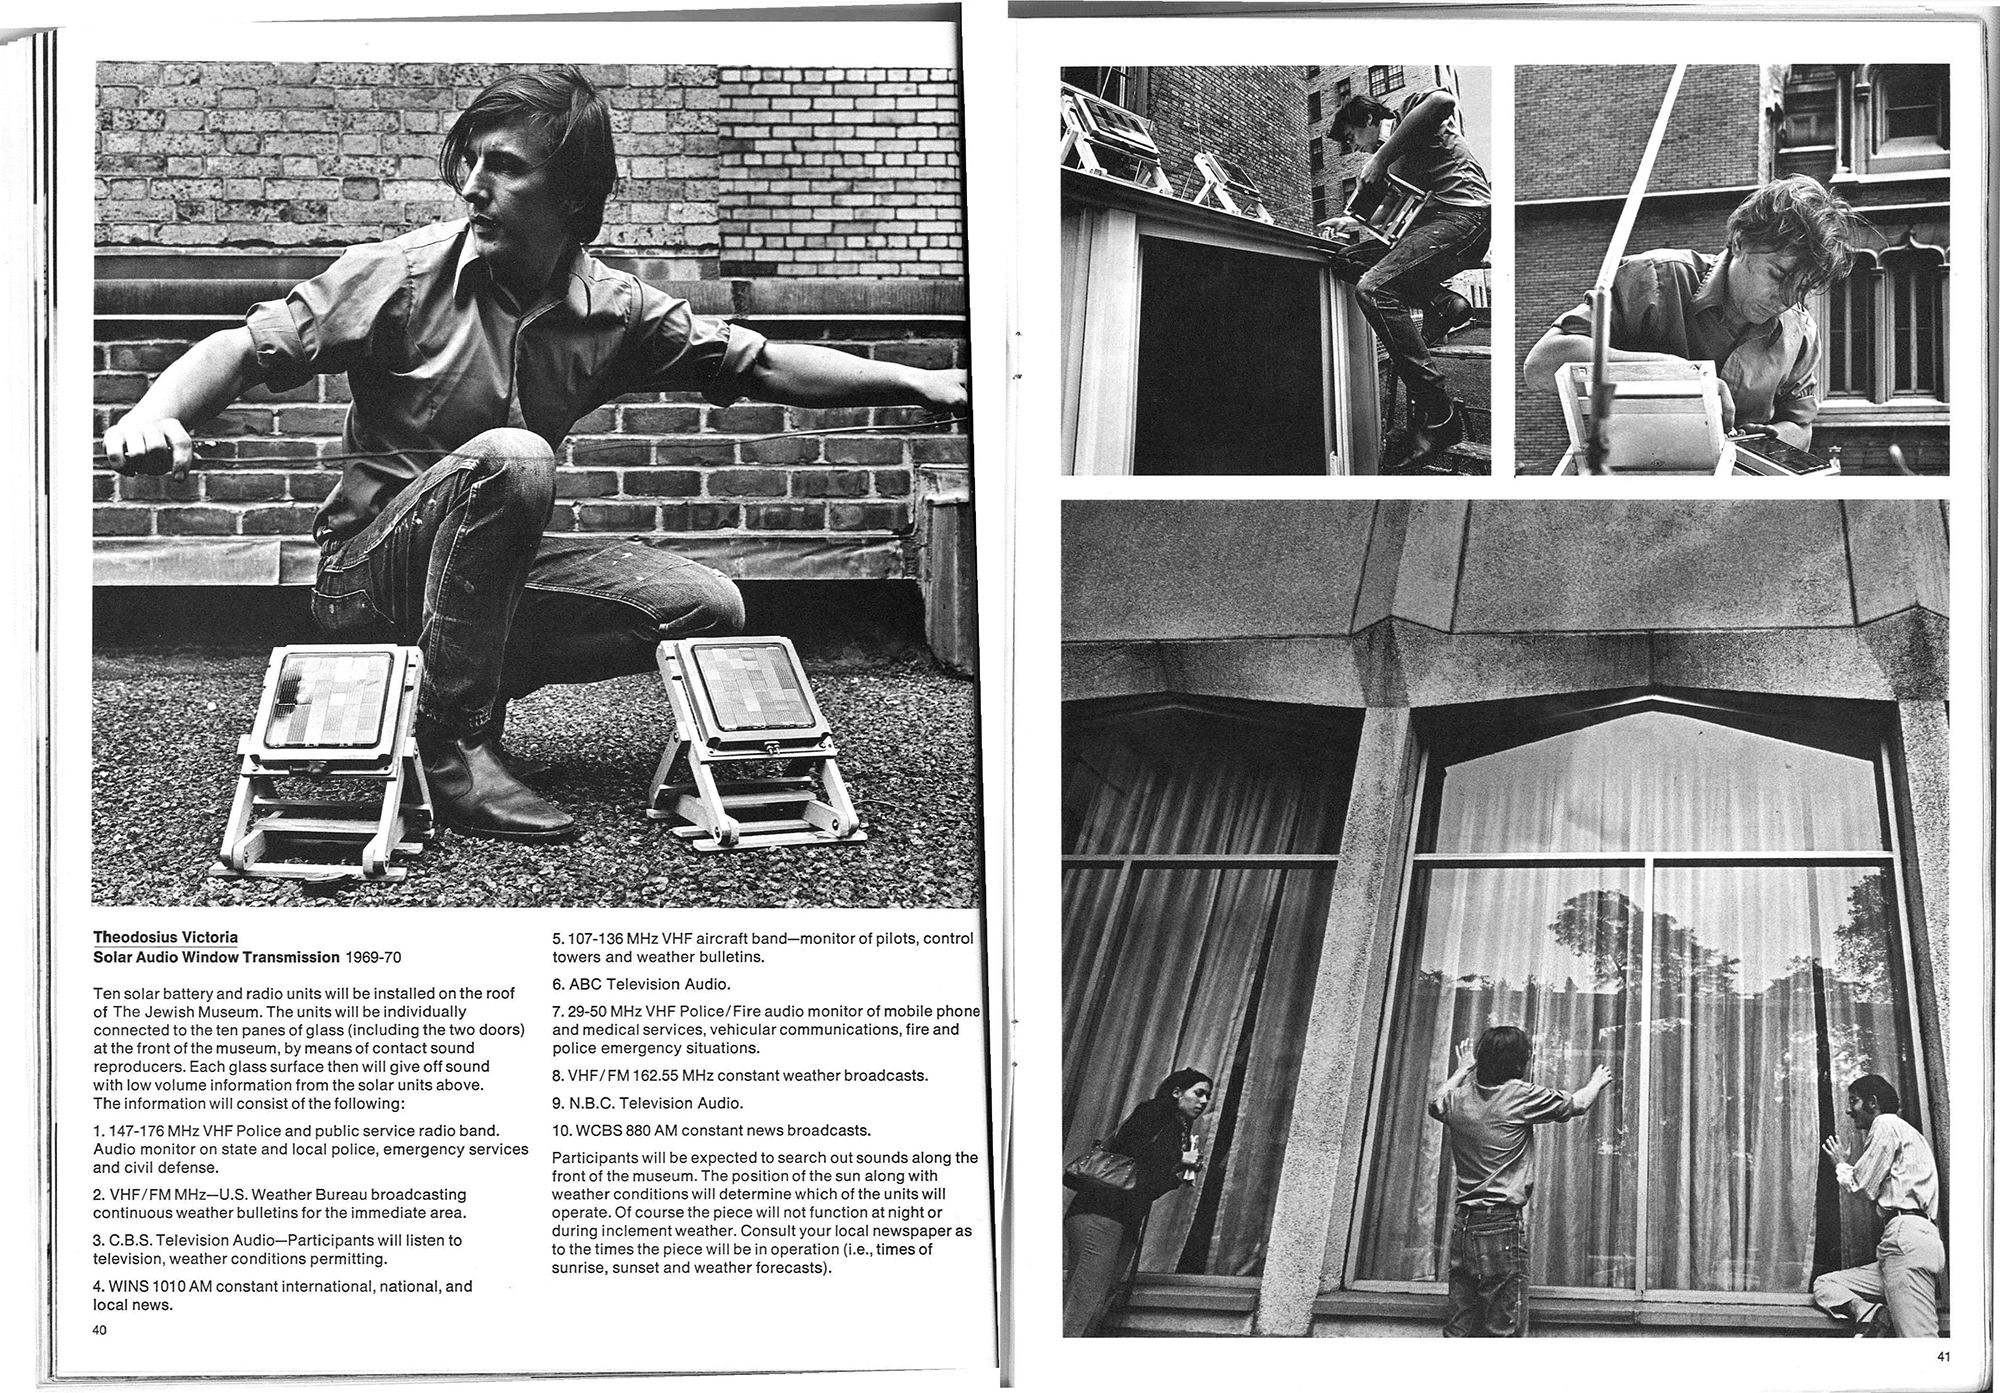 Theodosius Victoria
Solar Audio Window Transmission 1969-70
Ten solar battery and radio units will be installed on the roof
of The Jewish Museum. The units will be individually
connected to the ten panes of glass (including the two doors)
at the front of the museum, by means of contact sound
reproducers. Each glass surface then will give off sound
with low volume information from the solar units above.
The information will consist of the following:
1. 147-176 MHz VHF Police and public service radio band.
Audio monitor on state and local police, emergency services
and civil defense.
2. VHF/FM MHz—U.S. Weather Bureau broadcasting
continuous weather bulletins for the immediate area.
3. C.B.S. Television Audio—Participants will listen to
television, weather conditions permitting.
4. WINS 1010 AM constant international, national, and
local news.
40
5. 107-136 MHz VHF aircraft band—monitor of pilots, control
towers and weather bulletins.
6. ABC Television Audio.
7. 29-50 MHz VHF Police/Fire audio monitor of mobile phone
and medical services, vehicular communications, fire and
police emergency situations.
8. VHF/FM 162.55 MHz constant weather broadcasts.
9. N.B.C. Television Audio.
10. WCBS 880 AM constant news broadcasts.
Participants will be expected to search out sounds along the
front of the museum. The position of the sun along with
weather conditions will determine which of the units will
operate. Of course the piece will not function at night or
during inclement weather. Consult your local newspaper as
to the times the piece will be in operation (i.e., times of
sunrise, sunset and weather forecasts).
41